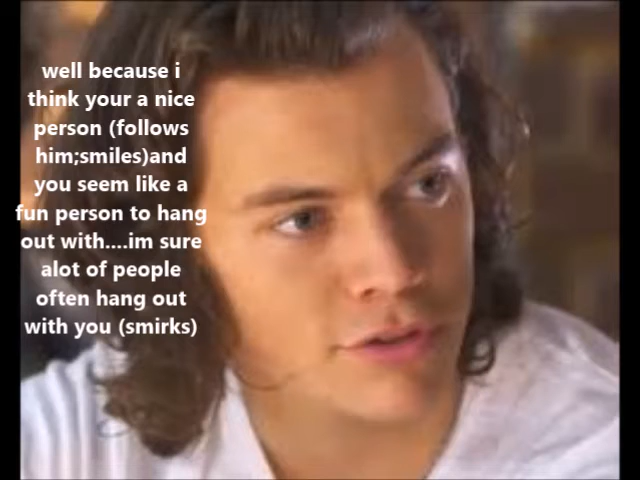 well because i
think your a nice
person (follows
him;smiles)and
you seem like a
fun person to hang
out with....im sure
alot of people
often hang out
with you (smirks)